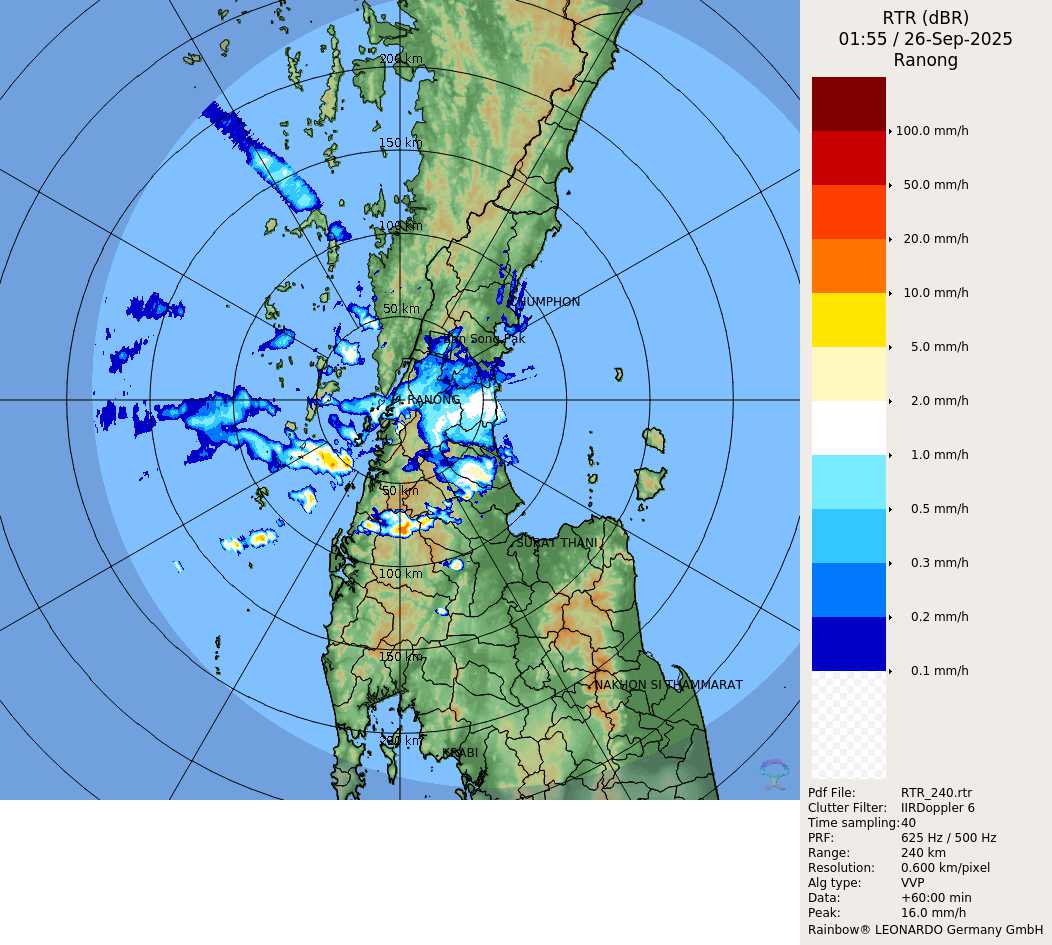 RTR (dBR)
01:55 / 26-Sep-2025
Ranong
200 km
150 km
100 km
50 km
CHUMPHON
Ban Song Pak
RANONG
50 km
SURAT THANI
100 km
150 km
NAKHON SI THAMMARAT
200 km
KRABI
100.0 mm/h
50.0 mm/h
20.0 mm/h
10.0 mm/h
5.0 mm/h
2.0 mm/h
1.0 mm/h
0.5 mm/h
0.3 mm/h
0.2 mm/h
0.1 mm/h
Pdf File: RTR_240.rtr
Clutter Filter: IIRDoppler 6
Time sampling: 40
PRF: 625 Hz / 500 Hz
Range: 240 km
Resolution: 0.600 km/pixel
Alg type: VVP
Data: +60:00 min
Peak: 16.0 mm/h
Rainbow® LEONARDO Germany GmbH